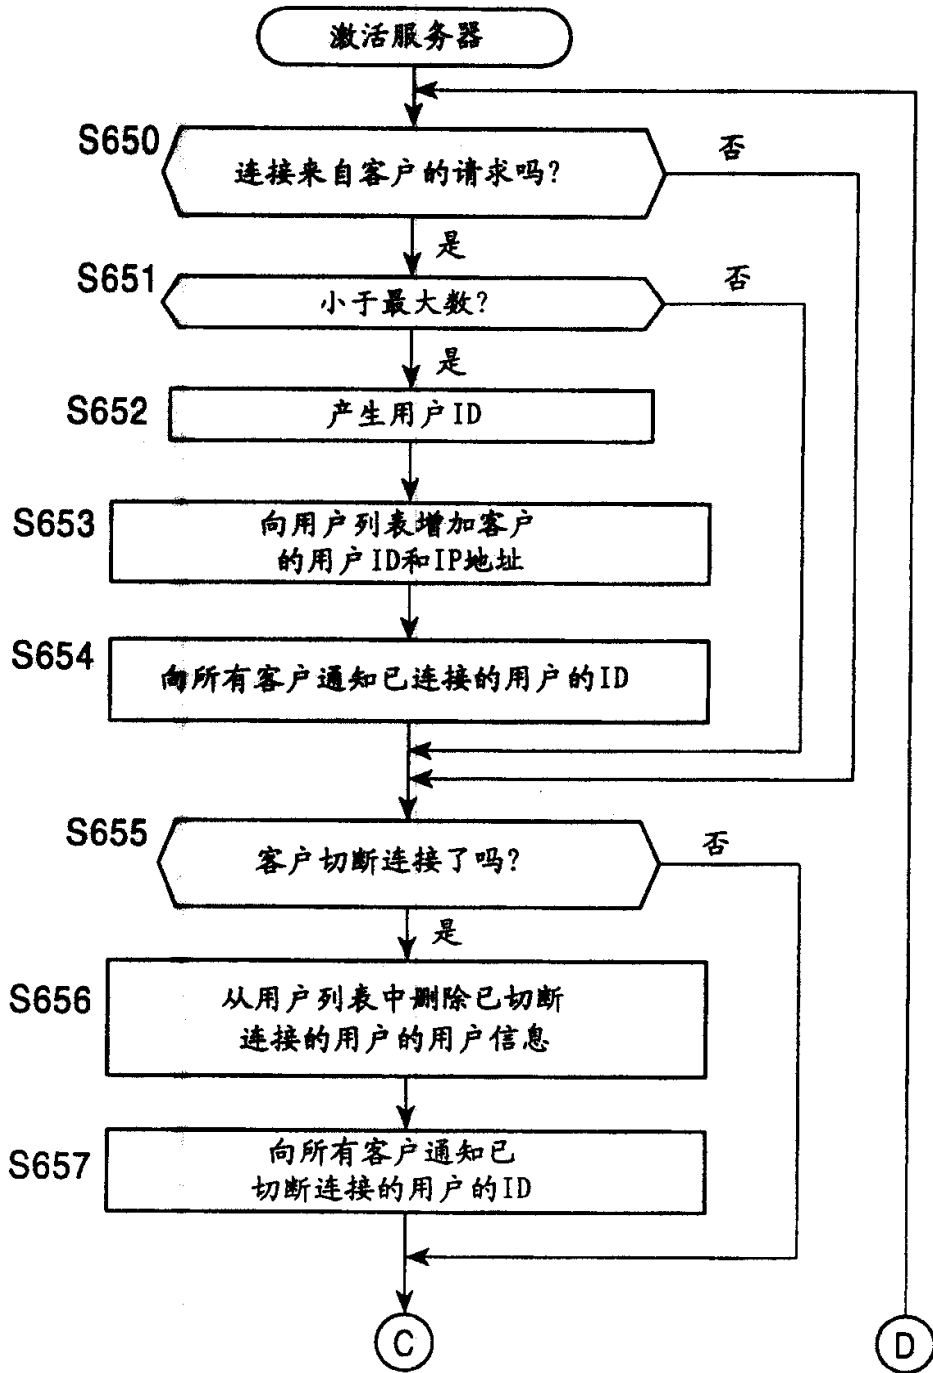 激活服务器
S650
连接来自客户的请求吗?
否
是
S651
小于最大数?
否
是
S652
产生用户ID
S653
向用户列表增加客户
的用户ID和IP地址
S654
向所有客户通知已连接的用户的ID
S655
客户切断连接了吗?
否
是
S656
从用户列表中删除已切断
连接的用户的用户信息
S657
向所有客户通知已
切断连接的用户的ID
C
D